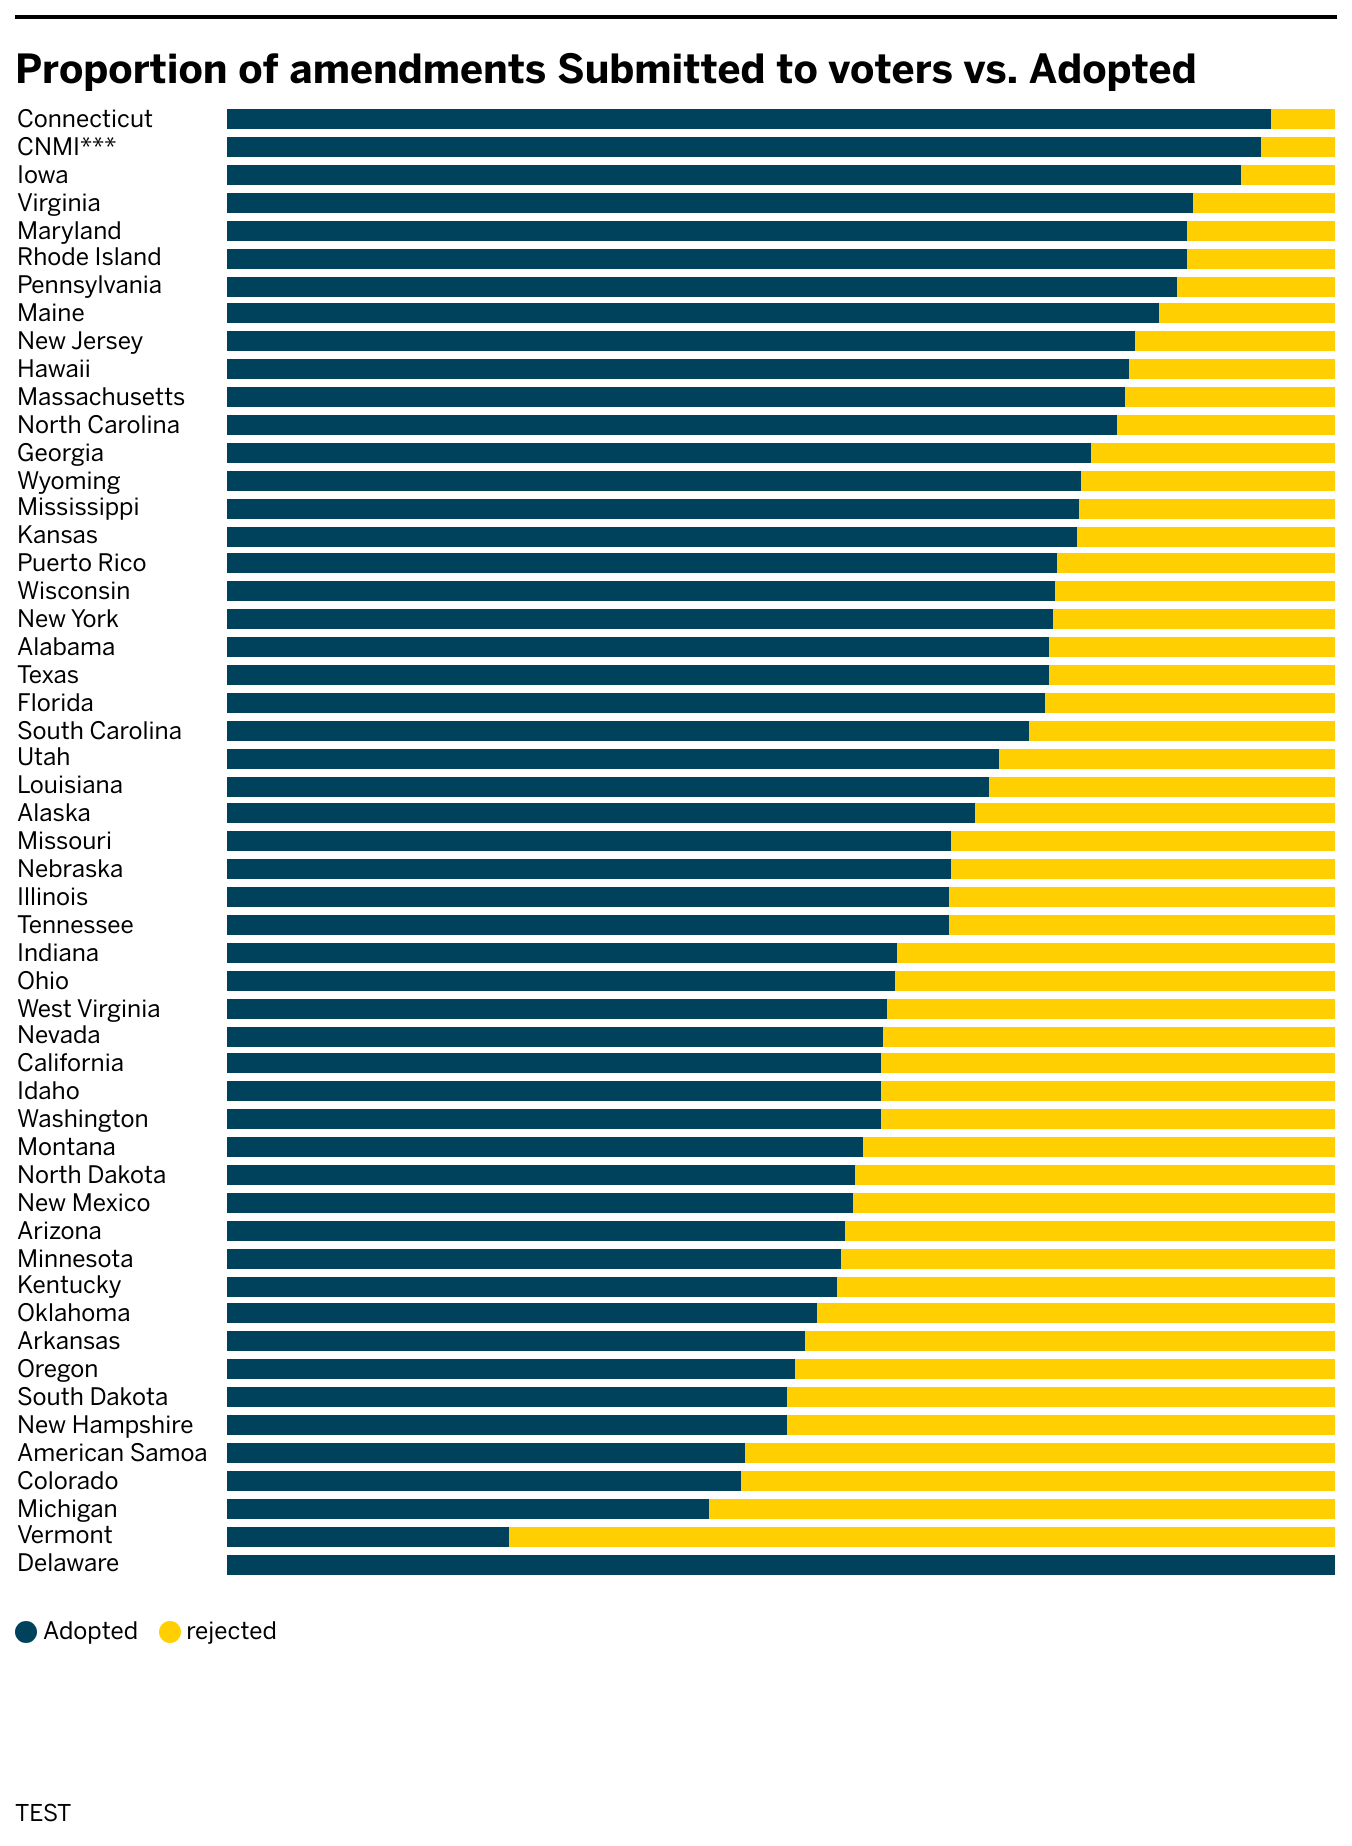 Proportion of amendments Submitted to voters vs. Adopted
Connecticut
CNMI***
Iowa
Virginia
Maryland
Rhode Island
Pennsylvania
Maine
New Jersey
Hawaii
Massachusetts
North Carolina
Georgia
Wyoming
Mississippi
Kansas
Puerto Rico
Wisconsin
New York
Alabama
Texas
Florida
South Carolina
Utah
Louisiana
Alaska
Missouri
Nebraska
Illinois
Tennessee
Indiana
Ohio
West Virginia
Nevada
California
Idaho
Washington
Montana
North Dakota
New Mexico
Arizona
Minnesota
Kentucky
Oklahoma
Arkansas
Oregon
South Dakota
New Hampshire
American Samoa
Colorado
Michigan
Vermont
Delaware
Adopted rejected
TEST